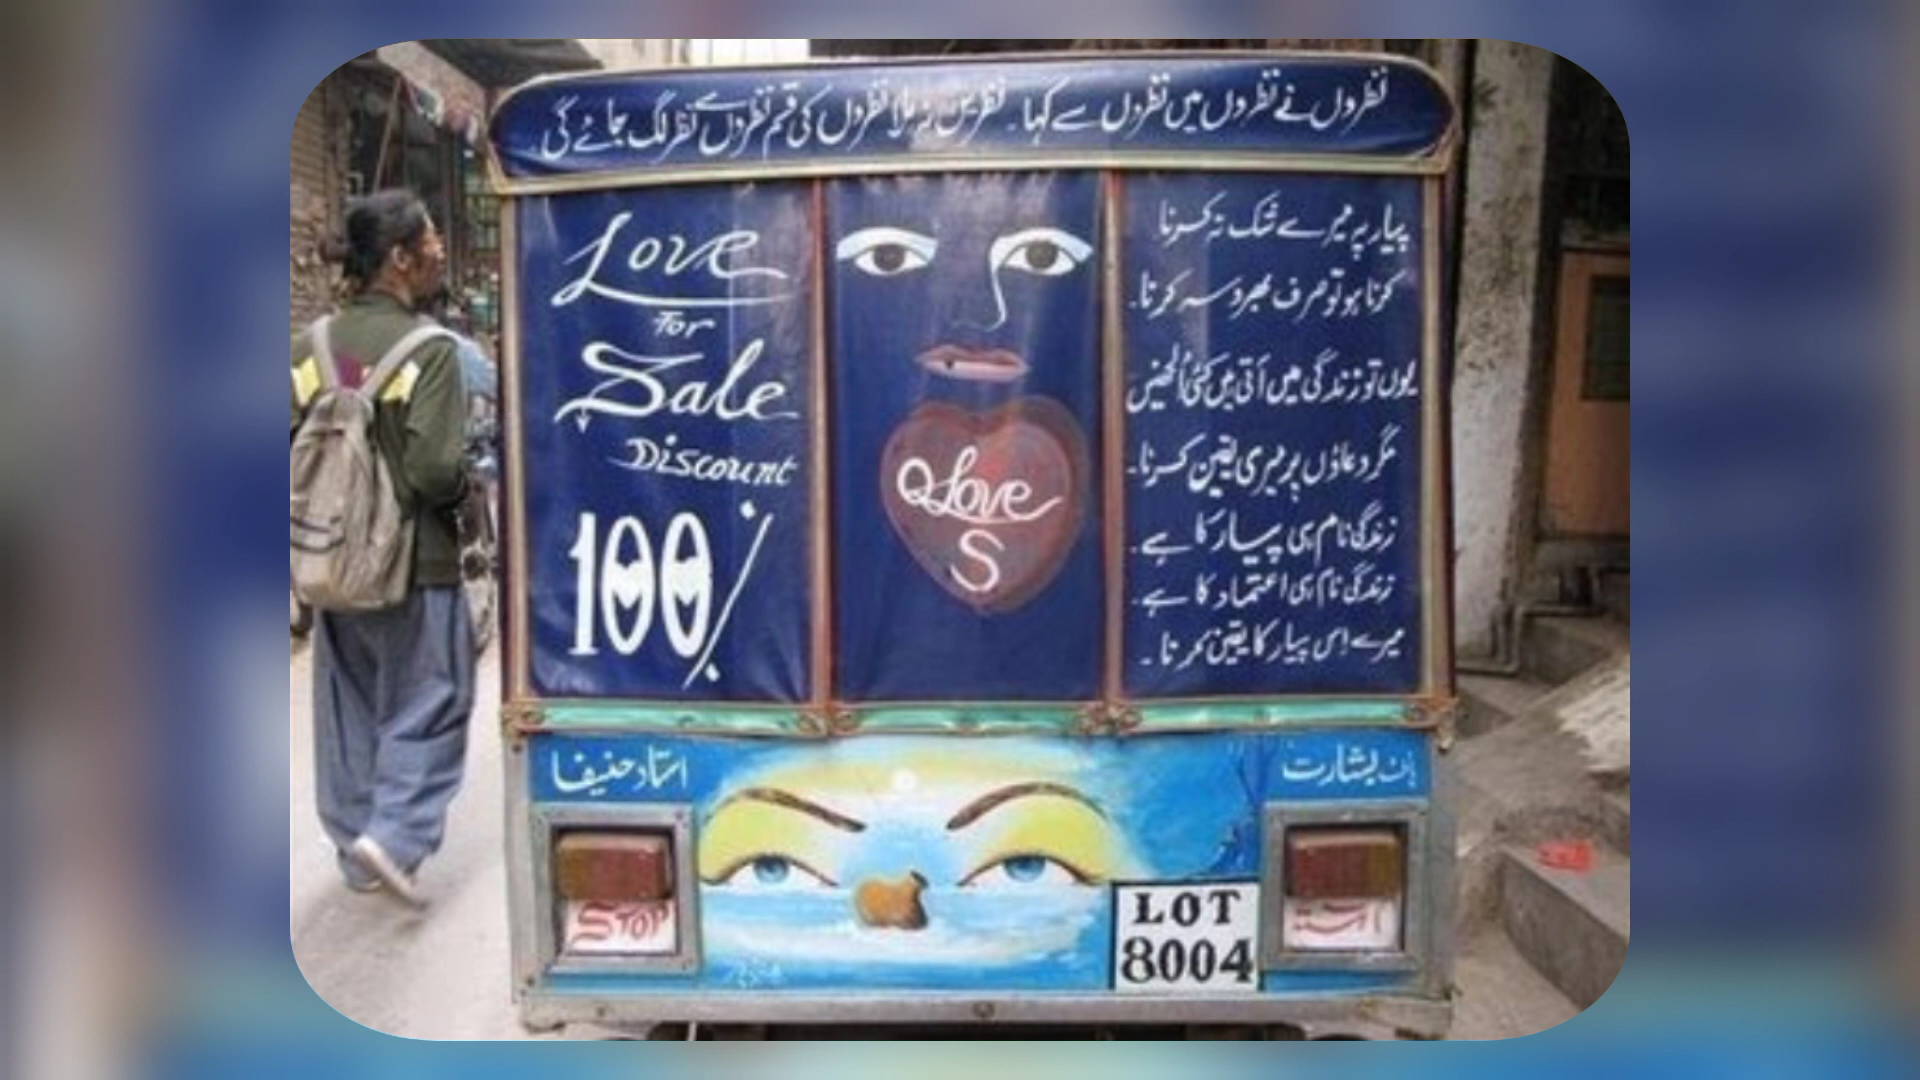 نظروں نے نظروں میں نظروں سے کہا۔ نظریں نہ ملا نظروں کی قسم نظروں سے نظر لگ جائے گی
Love
For
Sale
Discount
100%
Q Love
S
پیار پہ میرے شک نہ کرنا
کرنا ہو تو صرف بھروسہ کرنا۔
یوں تو زندگی میں آتی ہیں کئی اُلجھنیں
مگر دعاؤں پر میری یقین کرنا۔
زندگی نام ہی پیار کا ہے۔
زندگی نام ہی اعتماد کا ہے۔
میرے اس پیار کا یقین کرنا۔
استاد حنیفا
بشارت
STOP
LOT
8004